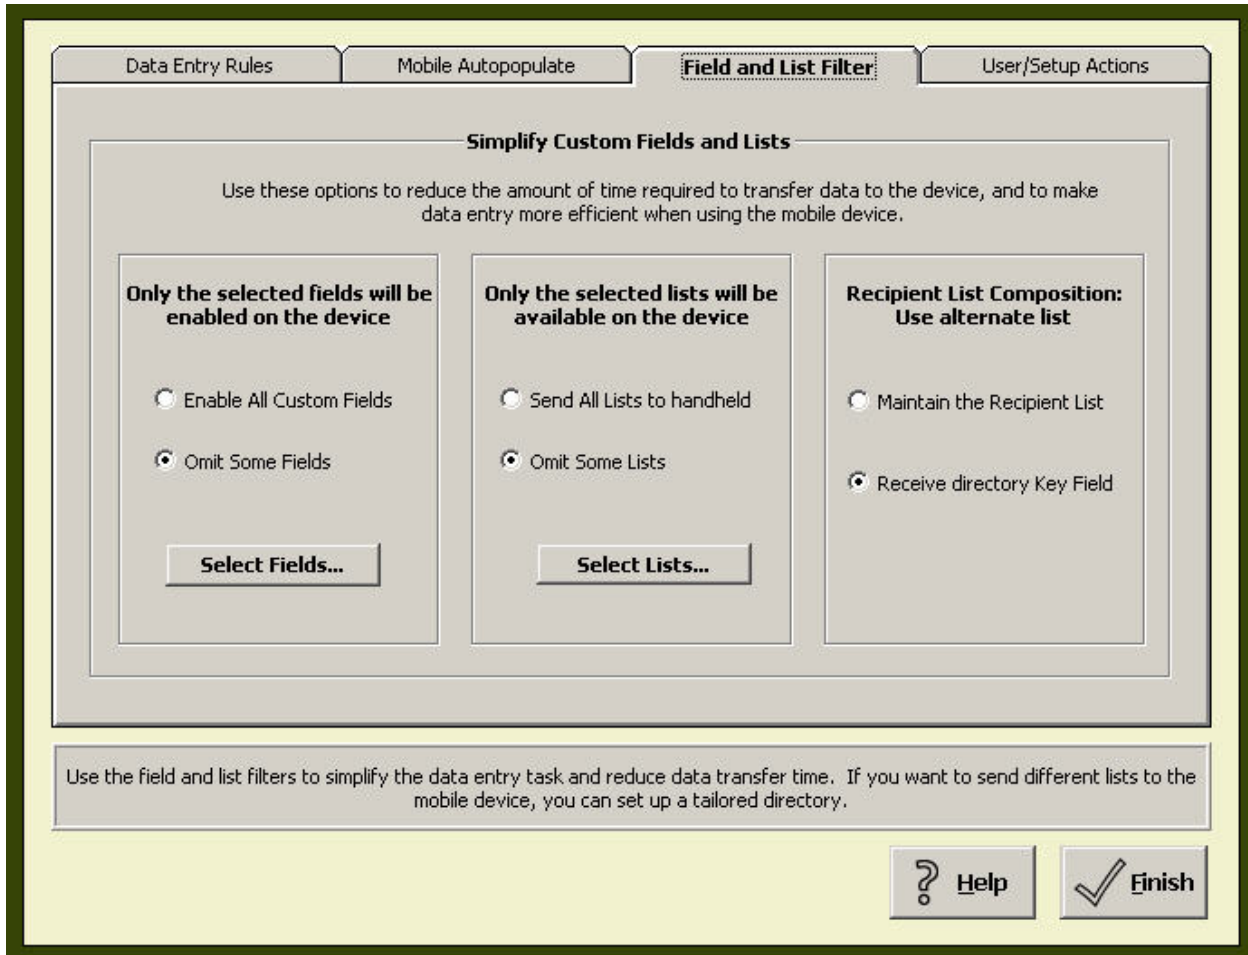 Data Entry Rules
Mobile Autopopulate
Field and List Filter
User/Setup Actions
Simplify Custom Fields and Lists
Use these options to reduce the amount of time required to transfer data to the device, and to make
data entry more efficient when using the mobile device.
Only the selected fields will be
enabled on the device
Enable All Custom Fields
Omit Some Fields
Select Fields...
Only the selected lists will be
available on the device
Send All Lists to handheld
Omit Some Lists
Select Lists...
Recipient List Composition:
Use alternate list
Maintain the Recipient List
Receive directory Key Field
Use the field and list filters to simplify the data entry task and reduce data transfer time.  If you want to send different lists to the
mobile device, you can set up a tailored directory.
Help
Finish